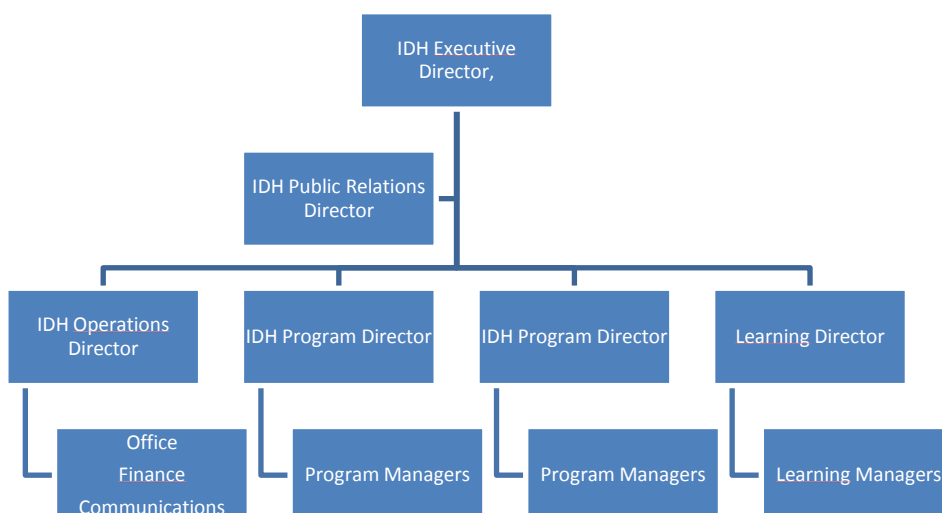 IDH Executive
Director,
IDH Public Relations
Director
IDH Operations
Director
IDH Program Director
IDH Program Director
Learning Director
Office
Finance
Communications
Program Managers
Program Managers
Learning Managers